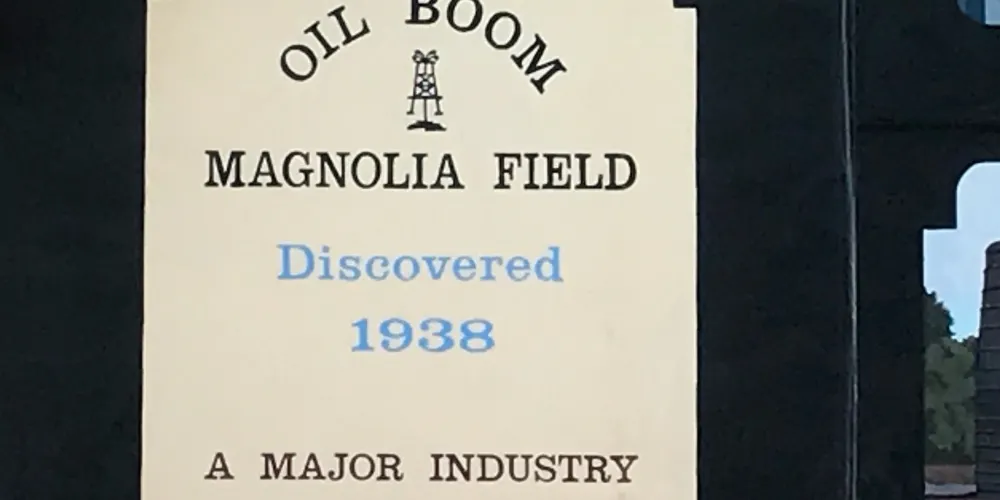 OIL BOOM
MAGNOLIA FIELD
Discovered
1938
A MAJOR INDUSTRY